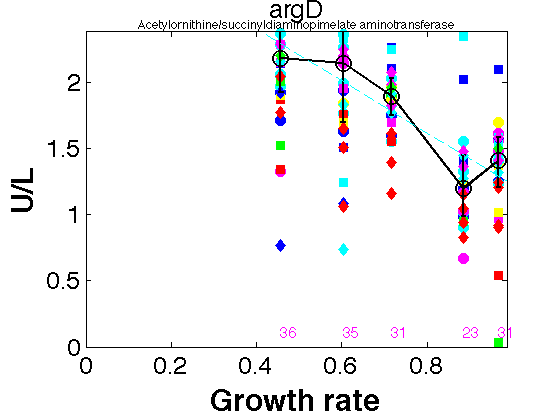 argD
Acetylornithine/succinyldiaminopimelate aminotransferase
2
1.5
1
0.5
0
U/L
36 35 31 23 31
0 0.2 0.4 0.6 0.8
Growth rate